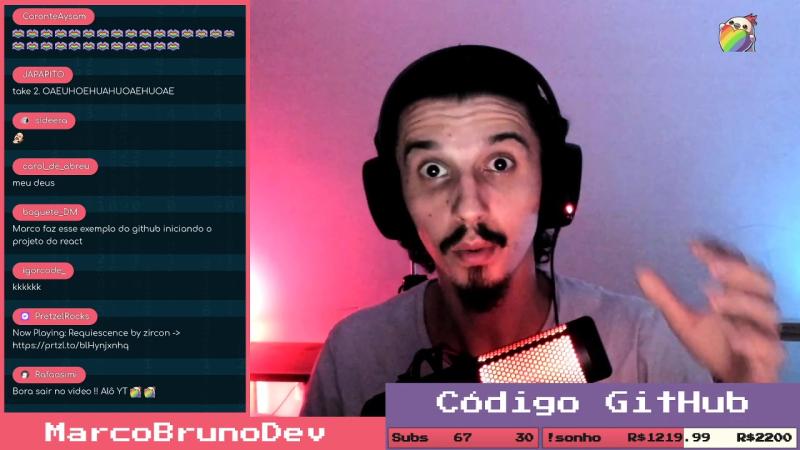 CaronteAysam
JAPAPITO
take 2. OAEUHOEHUAHUOAEHUOAE
sideera
carol_de_abreu
meu deus
baguete_DM
Marco faz esse exemplo do github iniciando o
projeto do react
igorcode_
kkkkkk
PretzelRocks
Now Playing: Requiescence by zircon ->
https://prtzl.to/blHynjxnhq
Rafaasimi
Bora sair no video !! Alô YT
MarcoBrunoDev
Código GitHub
Subs 67 30 !sonho R$1219.99 R$2200